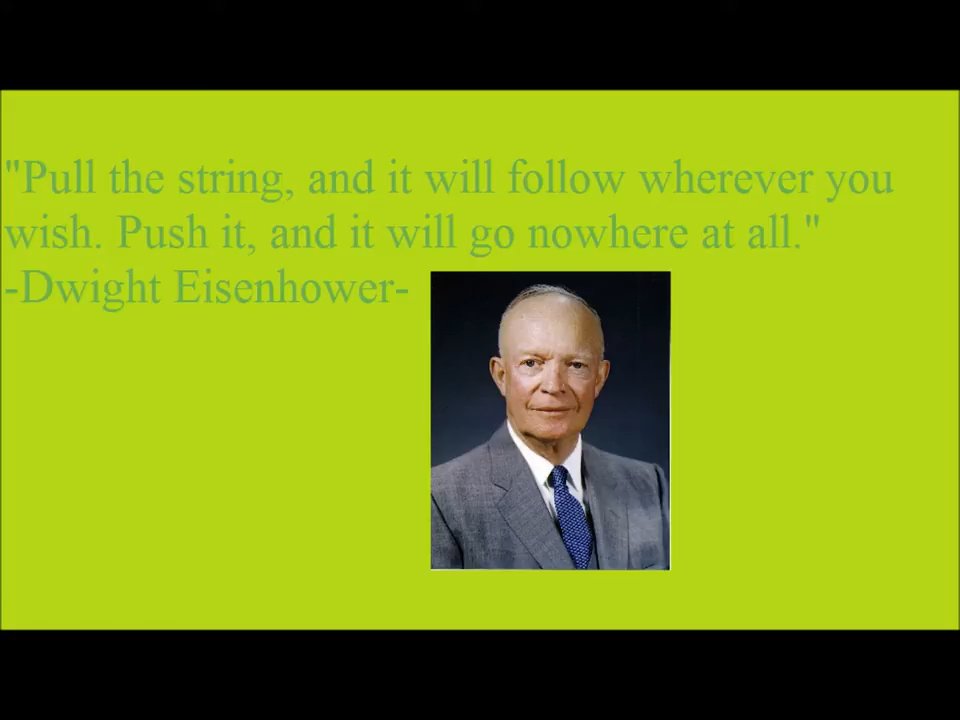 "Pull the string, and it will follow wherever you
wish. Push it, and it will go nowhere at all."
-Dwight Eisenhower-